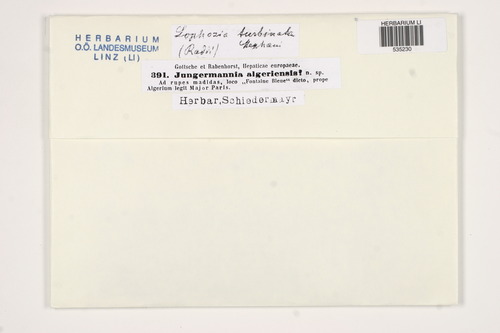 HERBARIUM
O.Ö. LANDESMUSEUM
LINZ (LI)
Lophozia turbinata
(Raddi) Stephani
HERBARIUM LI
535230
Gottsche et Rabenhorst, Hepaticae europaeae.
391. Jungermannia algeriensis! n. sp.
Ad rupes madidas, loco „Fontaine Bleue“ dicto, prope
Algerium legit Major Paris.
Herbar. Schiedermayr